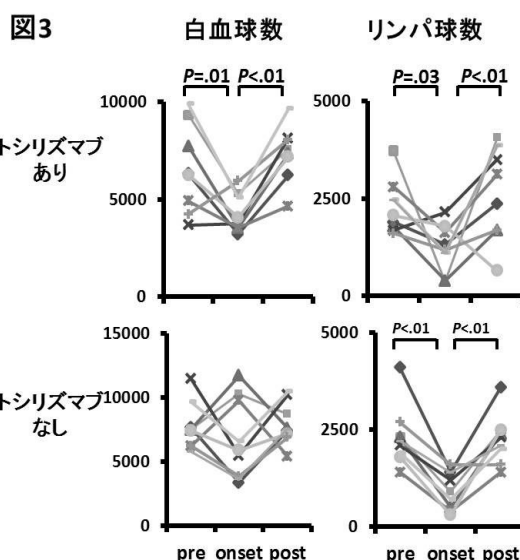 図3
白血球数
リンパ球数
トシリズマブ
あり
P=.01 P<.01
10000
5000
0
P=.03 P<.01
5000
2500
0
トシリズマブ
なし
15000
10000
5000
0
pre onset post
P<.01 P<.01
5000
2500
0
pre onset post